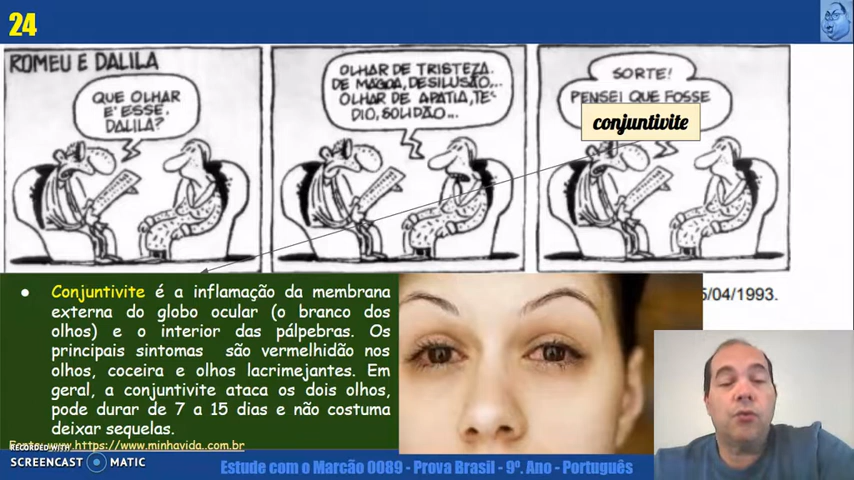 24
ROMEU E DALILA
QUE OLHAR
E' ESSE,
DALILA?
OLHAR DE TRISTEZA.
DE MÁGOA, DESILUSÃO...
OLHAR DE APATIA, TÉ-
DIO, SOLIDÃO...
SORTE!
PENSEI QUE FOSSE
conjuntivite
5/04/1993.
● Conjuntivite é a inflamação da membrana
externa do globo ocular (o branco dos
olhos) e o interior das pálpebras. Os
principais sintomas são vermelhidão nos
olhos, coceira e olhos lacrimejantes. Em
geral, a conjuntivite ataca os dois olhos,
pode durar de 7 a 15 dias e não costuma
deixar sequelas.
Fonte: www.https://www.minhavida..com.br
RECORDED WITH
SCREENCAST MATIC
Estude com o Marcão 0089 - Prova Brasil - 9º. Ano - Português